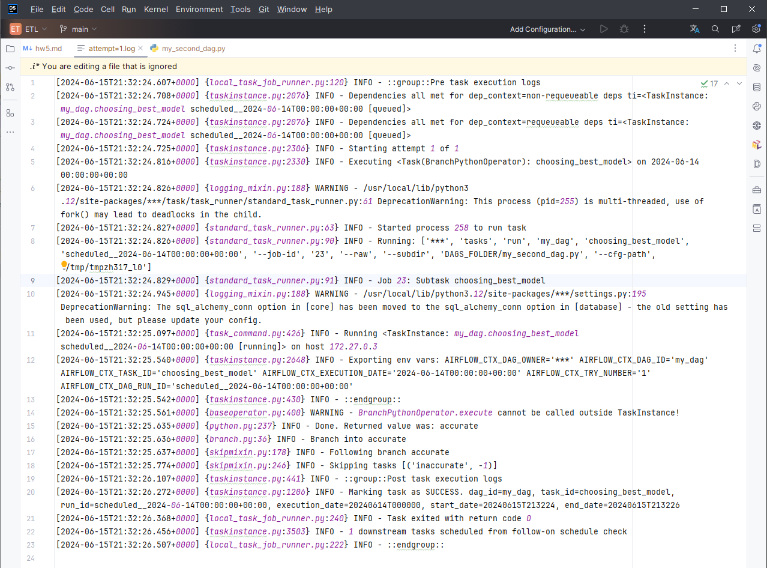 File Edit View Navigate Code Refactor Run Tools Git Window Help
ETL main Add Configuration...
hw5.md attempt=1.log my_second_dag.py
.i* You are editing a file that is ignored
17
1 [2024-06-15T21:32:24.607+0000] {local_task_job_runner.py:120} INFO - ::group::Pre task execution logs
2 [2024-06-15T21:32:24.708+0000] {taskinstance.py:2076} INFO - Dependencies all met for dep_context=non-requeueable deps ti=<TaskInstance:
my_dag.choosing_best_model scheduled__2024-06-14T00:00:00+00:00 [queued]>
3 [2024-06-15T21:32:24.724+0000] {taskinstance.py:2076} INFO - Dependencies all met for dep_context=requeueable deps ti=<TaskInstance:
my_dag.choosing_best_model scheduled__2024-06-14T00:00:00+00:00 [queued]>
4 [2024-06-15T21:32:24.725+0000] {taskinstance.py:2306} INFO - Starting attempt 1 of 1
5 [2024-06-15T21:32:24.816+0000] {taskinstance.py:2330} INFO - Executing <Task(BranchPythonOperator): choosing_best_model> on 2024-06-14
00:00:00+00:00
6 [2024-06-15T21:32:24.826+0000] {logging_mixin.py:188} WARNING - /usr/local/lib/python3
.12/site-packages/***/task/task_runner/standard_task_runner.py:61 DeprecationWarning: This process (pid=255) is multi-threaded, use of
fork() may lead to deadlocks in the child.
7 [2024-06-15T21:32:24.827+0000] {standard_task_runner.py:63} INFO - Started process 258 to run task
8 [2024-06-15T21:32:24.826+0000] {standard_task_runner.py:90} INFO - Running: ['***', 'tasks', 'run', 'my_dag', 'choosing_best_model',
'scheduled__2024-06-14T00:00:00+00:00', '--job-id', '23', '--raw', '--subdir', 'DAGS_FOLDER/my_second_dag.py', '--cfg-path',
'/tmp/tmpzh317_l0']
9 [2024-06-15T21:32:24.829+0000] {standard_task_runner.py:91} INFO - Job 23: Subtask choosing_best_model
10 [2024-06-15T21:32:24.945+0000] {logging_mixin.py:188} WARNING - /usr/local/lib/python3.12/site-packages/***/settings.py:195
DeprecationWarning: The sql_alchemy_conn option in [core] has been moved to the sql_alchemy_conn option in [database] - the old setting has
been used, but please update your config.
11 [2024-06-15T21:32:25.097+0000] {task_command.py:426} INFO - Running <TaskInstance: my_dag.choosing_best_model
scheduled__2024-06-14T00:00:00+00:00 [running]> on host 172.27.0.3
12 [2024-06-15T21:32:25.540+0000] {taskinstance.py:2648} INFO - Exporting env vars: AIRFLOW_CTX_DAG_OWNER='***' AIRFLOW_CTX_DAG_ID='my_dag'
AIRFLOW_CTX_TASK_ID='choosing_best_model' AIRFLOW_CTX_EXECUTION_DATE='2024-06-14T00:00:00+00:00' AIRFLOW_CTX_TRY_NUMBER='1'
AIRFLOW_CTX_DAG_RUN_ID='scheduled__2024-06-14T00:00:00+00:00'
13 [2024-06-15T21:32:25.542+0000] {taskinstance.py:430} INFO - ::endgroup::
14 [2024-06-15T21:32:25.561+0000] {baseoperator.py:400} WARNING - BranchPythonOperator.execute cannot be called outside TaskInstance!
15 [2024-06-15T21:32:25.635+0000] {python.py:237} INFO - Done. Returned value was: accurate
16 [2024-06-15T21:32:25.636+0000] {branch.py:36} INFO - Branch into accurate
17 [2024-06-15T21:32:25.637+0000] {skipmixin.py:178} INFO - Following branch accurate
18 [2024-06-15T21:32:25.774+0000] {skipmixin.py:246} INFO - Skipping tasks [('inaccurate', -1)]
19 [2024-06-15T21:32:26.107+0000] {taskinstance.py:441} INFO - ::group::Post task execution logs
20 [2024-06-15T21:32:26.272+0000] {taskinstance.py:1206} INFO - Marking task as SUCCESS. dag_id=my_dag, task_id=choosing_best_model,
run_id=scheduled__2024-06-14T00:00:00+00:00, execution_date=20240614T000000, start_date=20240615T213224, end_date=20240615T213226
21 [2024-06-15T21:32:26.368+0000] {local_task_job_runner.py:240} INFO - Task exited with return code 0
22 [2024-06-15T21:32:26.456+0000] {taskinstance.py:3503} INFO - 1 downstream tasks scheduled from follow-on schedule check
23 [2024-06-15T21:32:26.507+0000] {local_task_job_runner.py:222} INFO - ::endgroup::
24